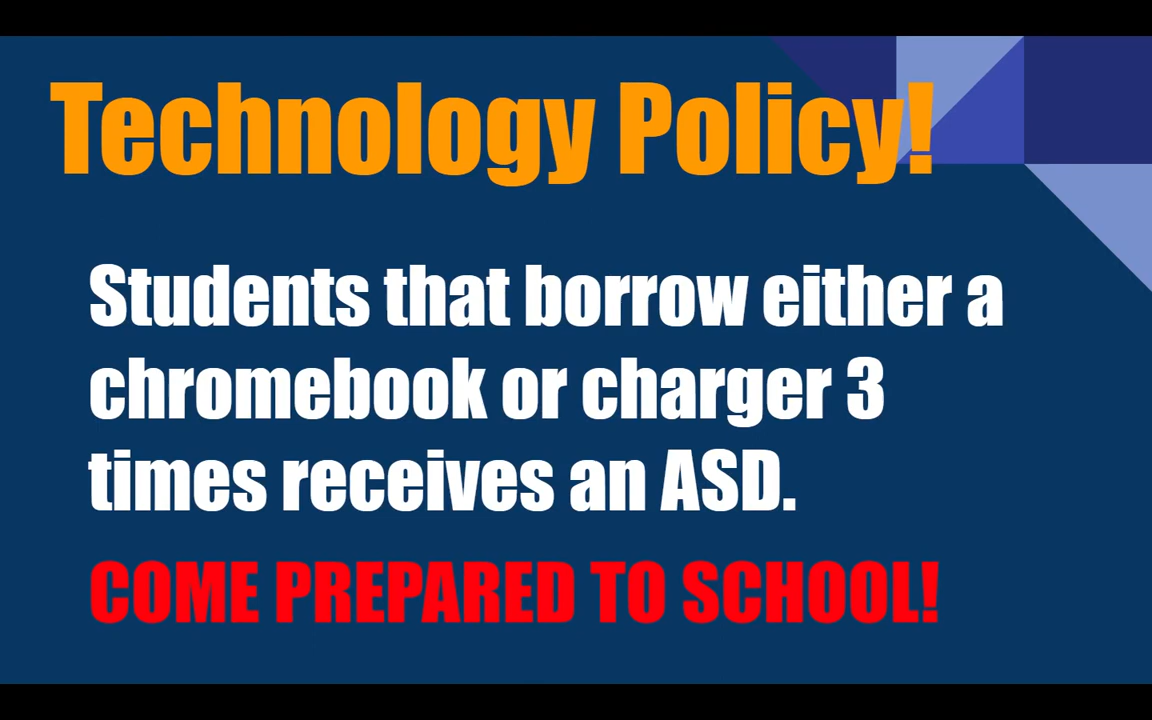 Technology Policy!
Students that borrow either a
chromebook or charger 3
times receives an ASD.
COME PREPARED TO SCHOOL!